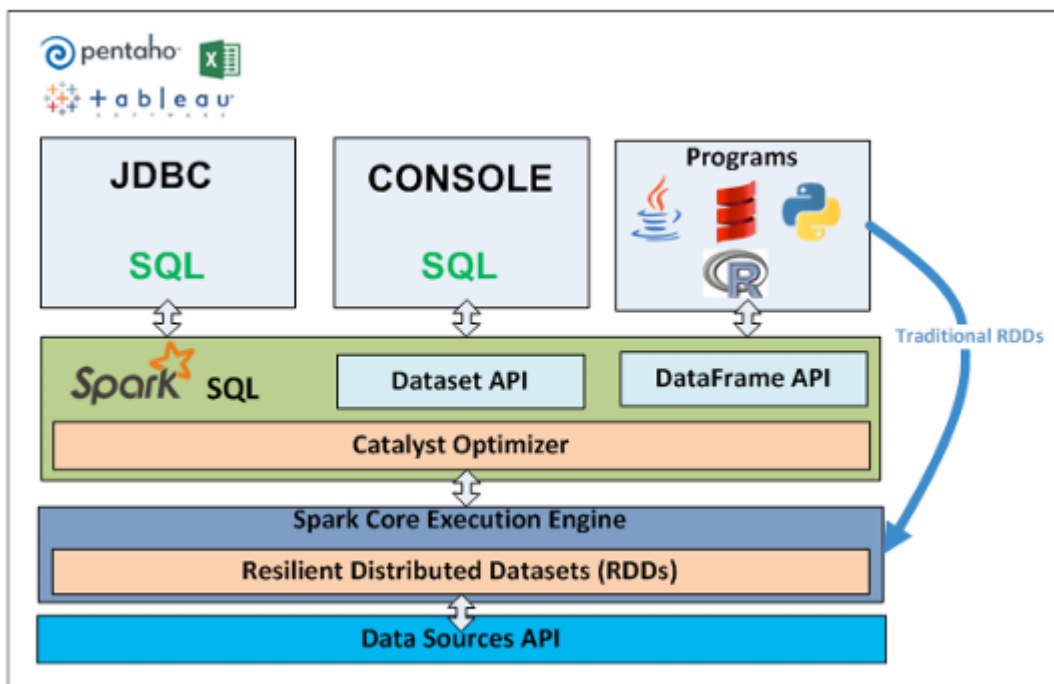 pentaho
X
+ a b l e a u
SOFTWARE
JDBC
SQL
CONSOLE
SQL
Programs
R
Traditional RDDs
Spark SQL
Dataset API
DataFrame API
Catalyst Optimizer
Spark Core Execution Engine
Resilient Distributed Datasets (RDDs)
Data Sources API